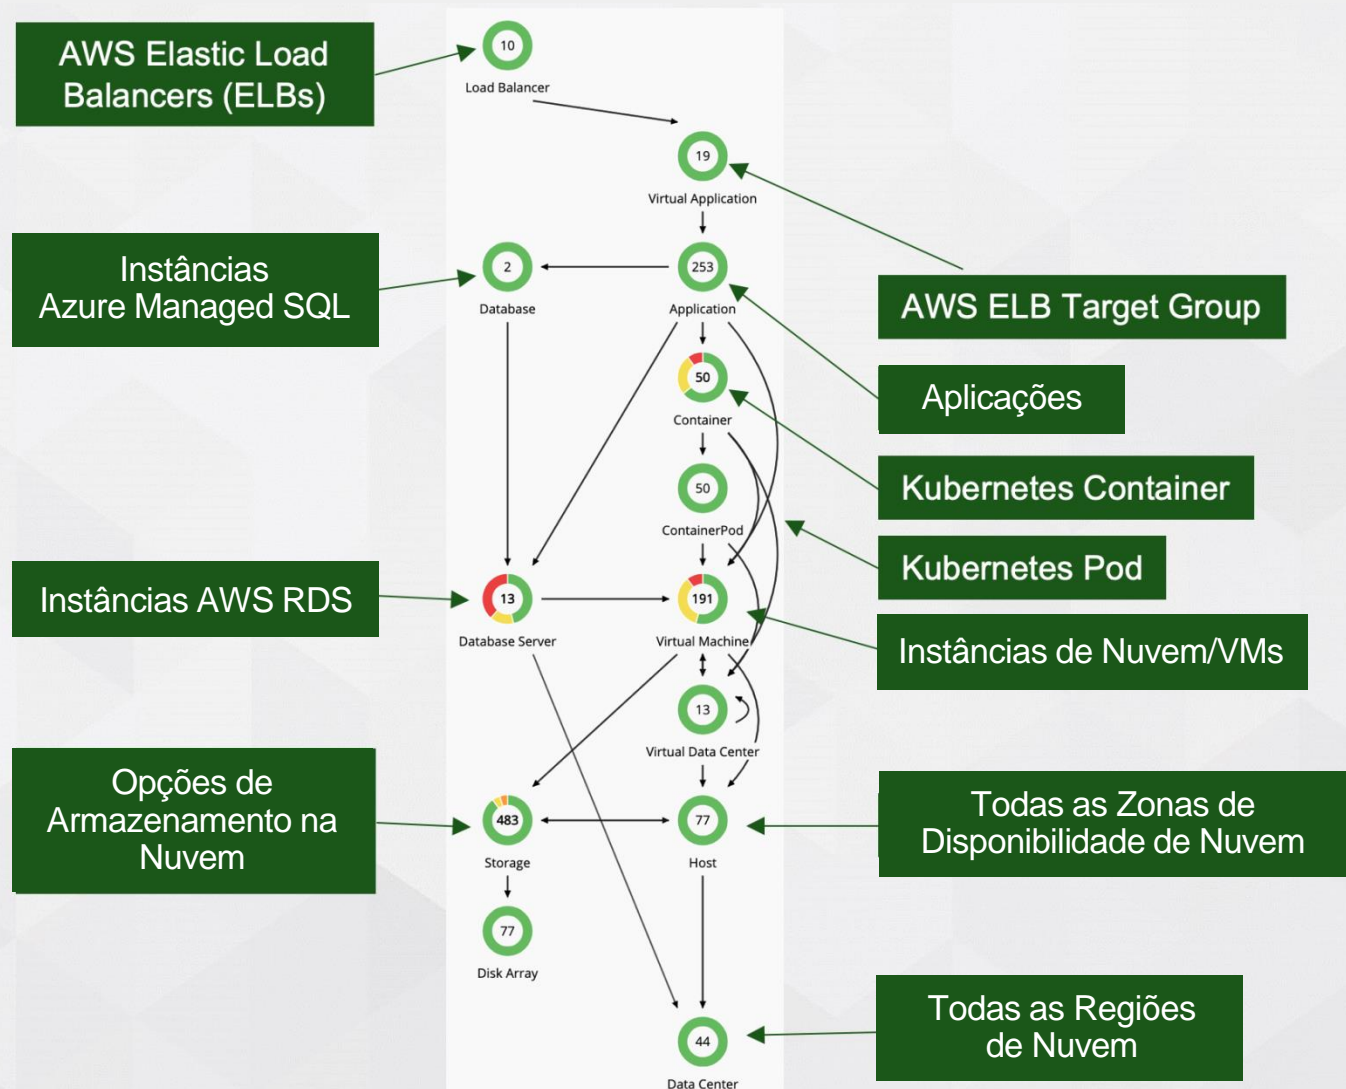 AWS Elastic Load
Balancers (ELBs)
10
Load Balancer
19
Virtual Application
Instâncias
Azure Managed SQL
2
Database
253
Application
AWS ELB Target Group
50
Container
Aplicações
50
ContainerPod
Kubernetes Container
Kubernetes Pod
Instâncias AWS RDS
13
Database Server
191
Virtual Machine
Instâncias de Nuvem/VMs
13
Virtual Data Center
Opções de
Armazenamento na
Nuvem
483
Storage
77
Host
Todas as Zonas de
Disponibilidade de Nuvem
77
Disk Array
44
Data Center
Todas as Regiões
de Nuvem